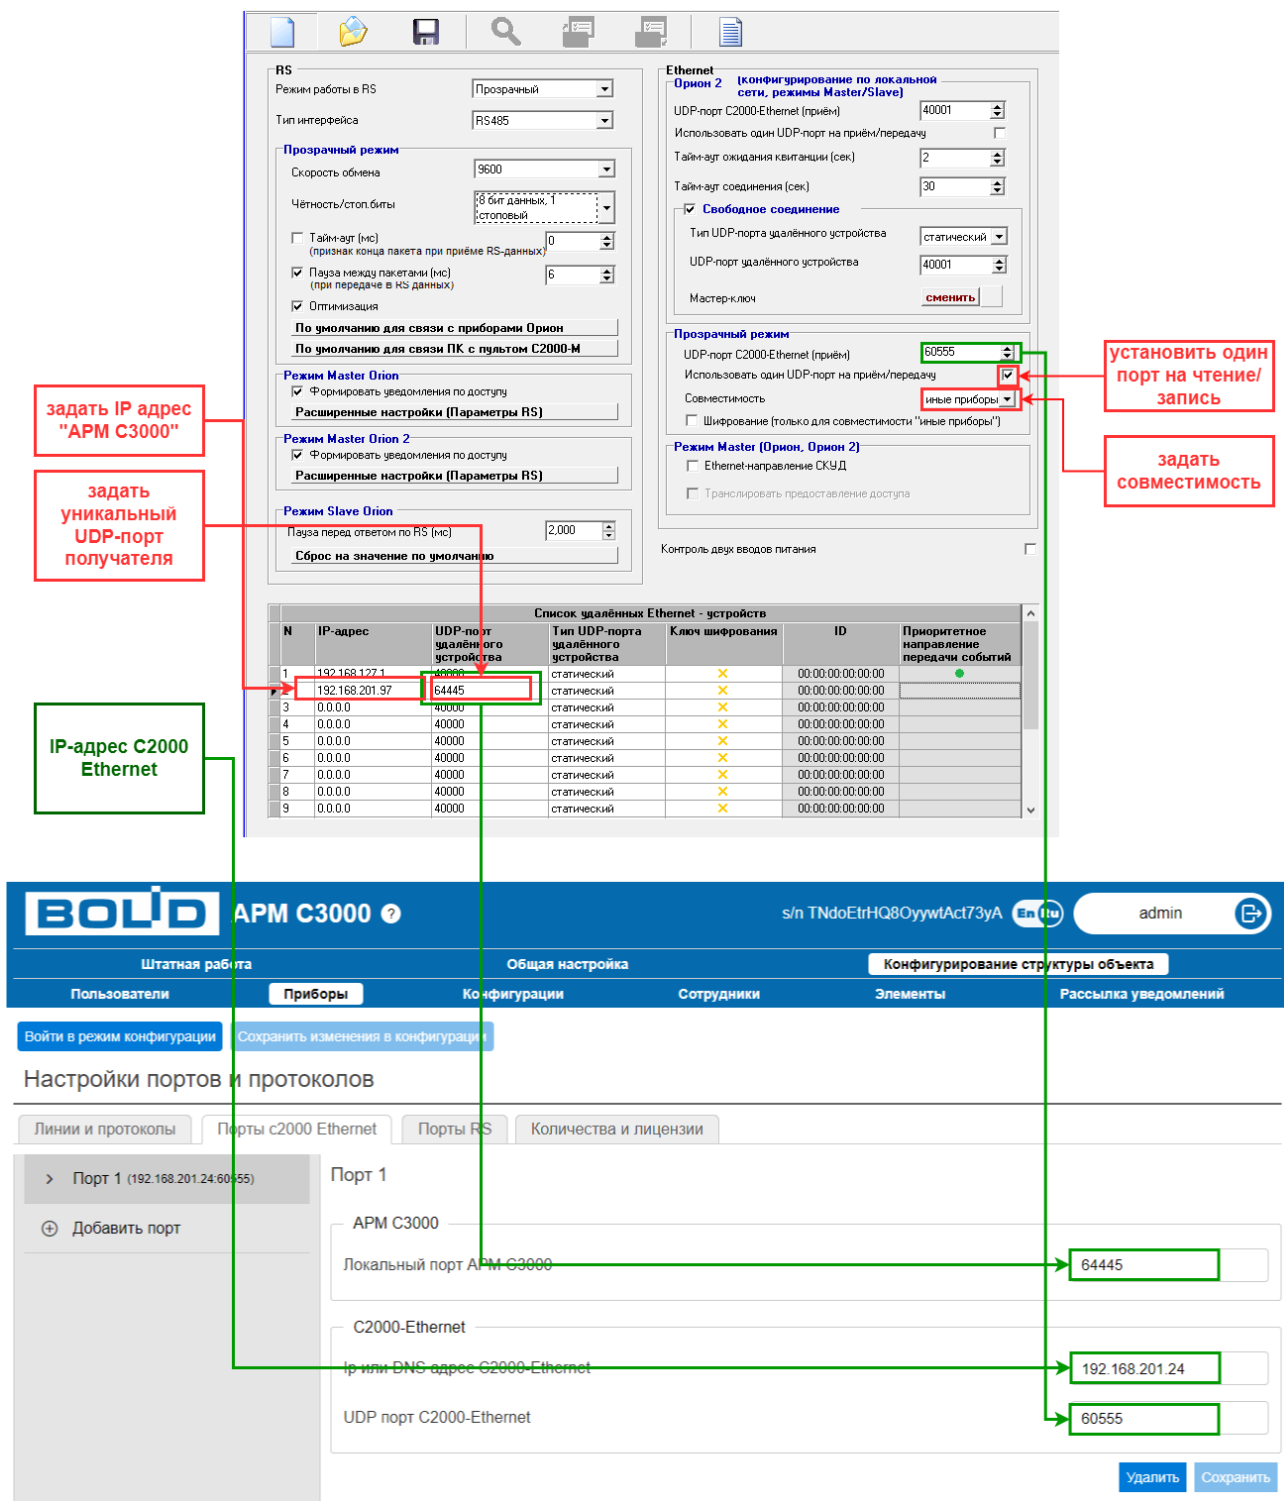 RS
Режим работы в RS
Прозрачный
Тип интерфейса
RS485
Прозрачный режим
Скорость обмена
9600
Чётность/стоп.биты
8 бит данных, 1
стоповый
Тайм-аут (мс)
(признак конца пакета при приёме RS-данных)
0
Пауза между пакетами (мс)
(при передаче в RS данных)
6
Оптимизация
По умолчанию для связи с приборами Орион
По умолчанию для связи ПК с пультом С2000-М
Режим Master Orion
Формировать уведомления по доступу
Расширенные настройки (Параметры RS)
Режим Master Orion 2
Формировать уведомления по доступу
Расширенные настройки (Параметры RS)
Режим Slave Orion
Пауза перед ответом по RS (мс)
2,000
Сброс на значение по умолчанию
Ethernet
Орион 2 (конфигурирование по локальной
сети, режимы Master/Slave)
UDP-порт C2000-Ethernet (приём)
40001
Использовать один UDP-порт на приём/передачу
Тайм-аут ожидания квитанции (сек)
2
Тайм-аут соединения (сек)
30
Свободное соединение
Тип UDP-порта удалённого устройства
статический
UDP-порт удалённого устройства
40001
Мастер-ключ
сменить
Прозрачный режим
UDP-порт C2000-Ethernet (приём)
60555
Использовать один UDP-порт на приём/передачу
Совместимость
иные приборы
Шифрование (только для совместимости "иные приборы")
Режим Master (Орион, Орион 2)
Ethernet-направление СКУД
Транслировать предоставление доступа
Контроль двух вводов питания
установить один
порт на чтение/
запись
задать
совместимость
задать IP адрес
"АРМ С3000"
задать
уникальный
UDP-порт
получателя
IP-адрес С2000
Ethernet
Список удалённых Ethernet - устройств
N IP-адрес UDP-порт удалённого устройства Тип UDP-порта удалённого устройства Ключ шифрования ID Приоритетное направление передачи событий
1 192.168.127.1 40000 статический 00:00:00:00:00:00
2 192.168.201.97 64445 статический 00:00:00:00:00:00
3 0.0.0.0 40000 статический 00:00:00:00:00:00
4 0.0.0.0 40000 статический 00:00:00:00:00:00
5 0.0.0.0 40000 статический 00:00:00:00:00:00
6 0.0.0.0 40000 статический 00:00:00:00:00:00
7 0.0.0.0 40000 статический 00:00:00:00:00:00
8 0.0.0.0 40000 статический 00:00:00:00:00:00
9 0.0.0.0 40000 статический 00:00:00:00:00:00
BOLID АРМ С3000 ? s/n TNdoEtrHQ8OyywtAct73yA En Ru admin
Штатная работа Общая настройка Конфигурирование структуры объекта
Пользователи Приборы Конфигурации Сотрудники Элементы Рассылка уведомлений
Войти в режим конфигурации Сохранить изменения в конфигурации
Настройки портов и протоколов
Линии и протоколы Порты с2000 Ethernet Порты RS Количества и лицензии
Порт 1 (192.168.201.24:60555)
Добавить порт
Порт 1
АРМ С3000
Локальный порт АРМ С3000 64445
С2000-Ethernet
Ip или DNS адрес С2000-Ethernet 192.168.201.24
UDP порт С2000-Ethernet 60555
Удалить Сохранить